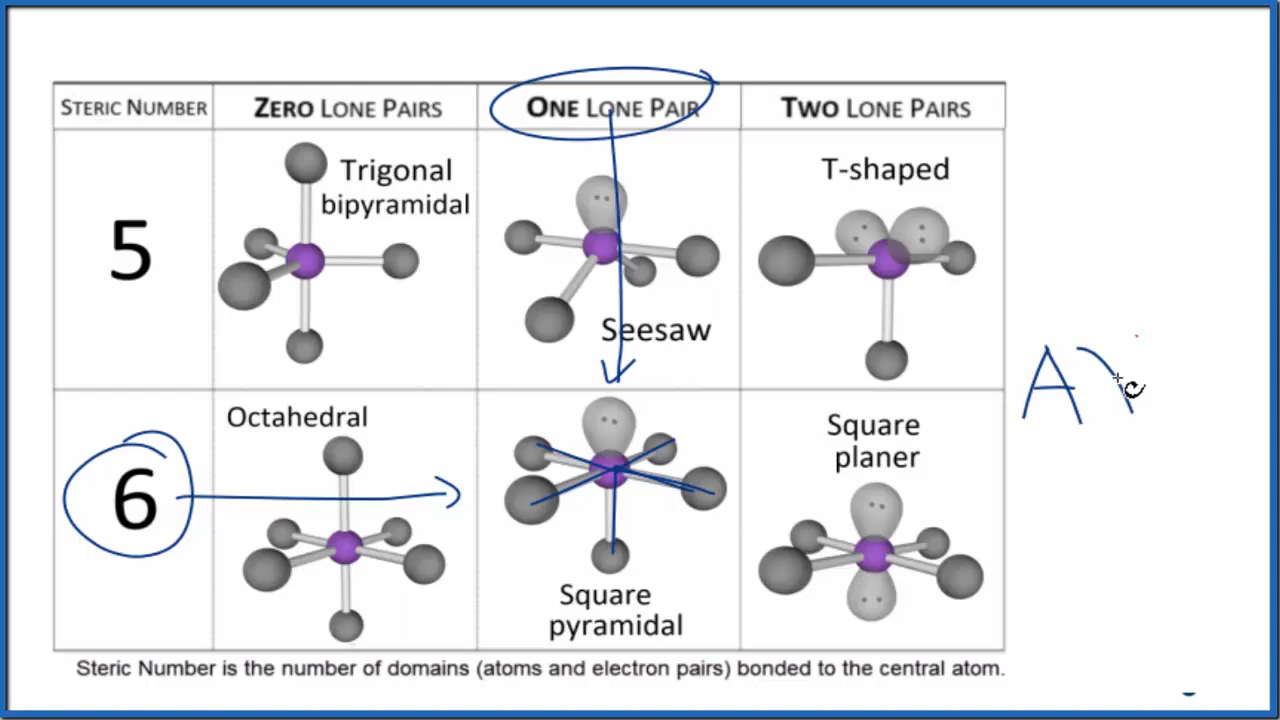 STERIC NUMBER ZERO LONE PAIRS ONE LONE PAIR TWO LONE PAIRS
5
Trigonal
bipyramidal
Seesaw
T-shaped
6
Octahedral
Square
pyramidal
Square
planer
Steric Number is the number of domains (atoms and electron pairs) bonded to the central atom.
A